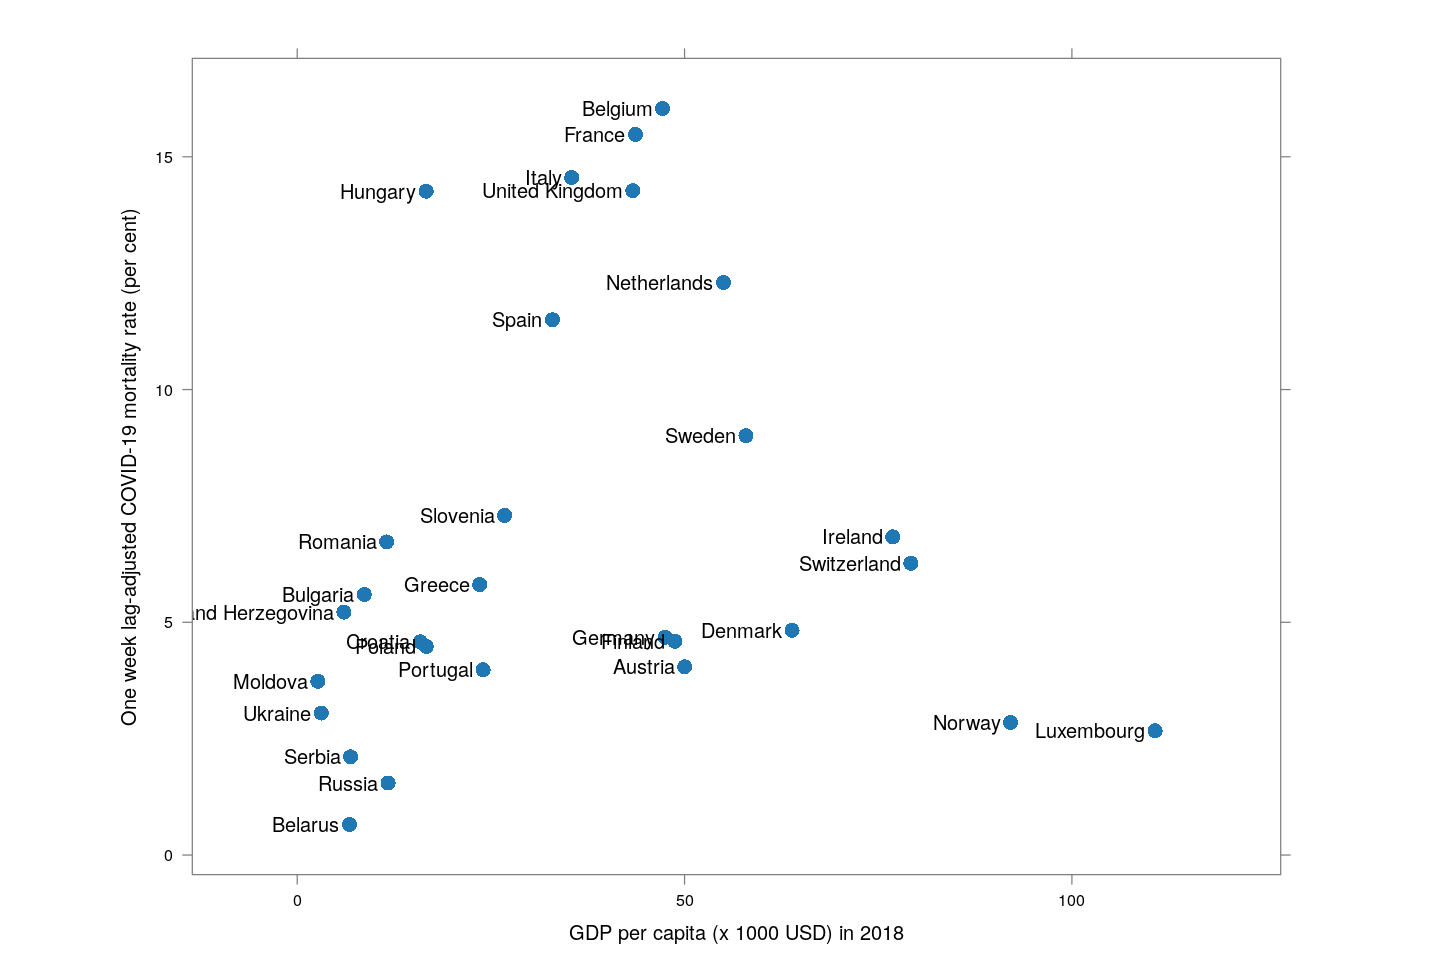 Belgium
France
15
Italy
Hungary
United Kingdom
Netherlands
Spain
10
Sweden
Slovenia
Ireland
Romania
Switzerland
Greece
Bulgaria
and Herzegovina
5
Denmark
Germany
Finland
Croatia
Poland
Austria
Portugal
Moldova
Ukraine
Norway
Luxembourg
Serbia
Russia
Belarus
0
0 50 100
GDP per capita (x 1000 USD) in 2018
One week lag-adjusted COVID-19 mortality rate (per cent)